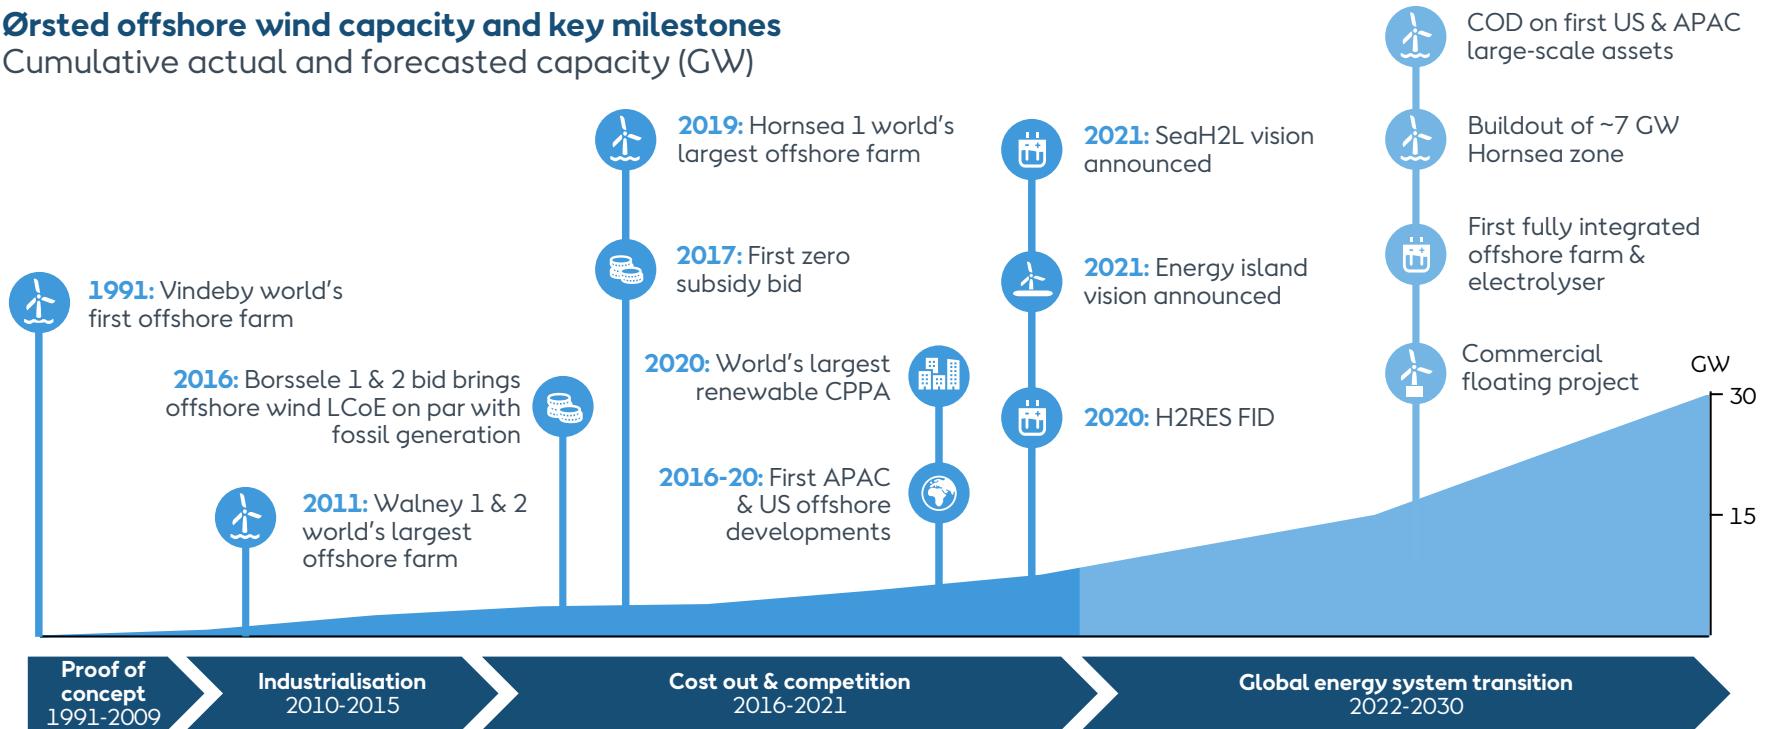 Ørsted offshore wind capacity and key milestones
Cumulative actual and forecasted capacity (GW)
1991: Vindeby world's
first offshore farm
2011: Walney 1 & 2
world's largest
offshore farm
2016: Borssele 1 & 2 bid brings
offshore wind LCoE on par with
fossil generation
2019: Hornsea 1 world's
largest offshore farm
2017: First zero
subsidy bid
2020: World's largest
renewable CPPA
2016-20: First APAC
& US offshore
developments
2021: SeaH2L vision
announced
2021: Energy island
vision announced
2020: H2RES FID
COD on first US & APAC
large-scale assets
Buildout of ~7 GW
Hornsea zone
First fully integrated
offshore farm &
electrolyser
Commercial
floating project
GW
30
15
Proof of
concept
1991-2009
Industrialisation
2010-2015
Cost out & competition
2016-2021
Global energy system transition
2022-2030